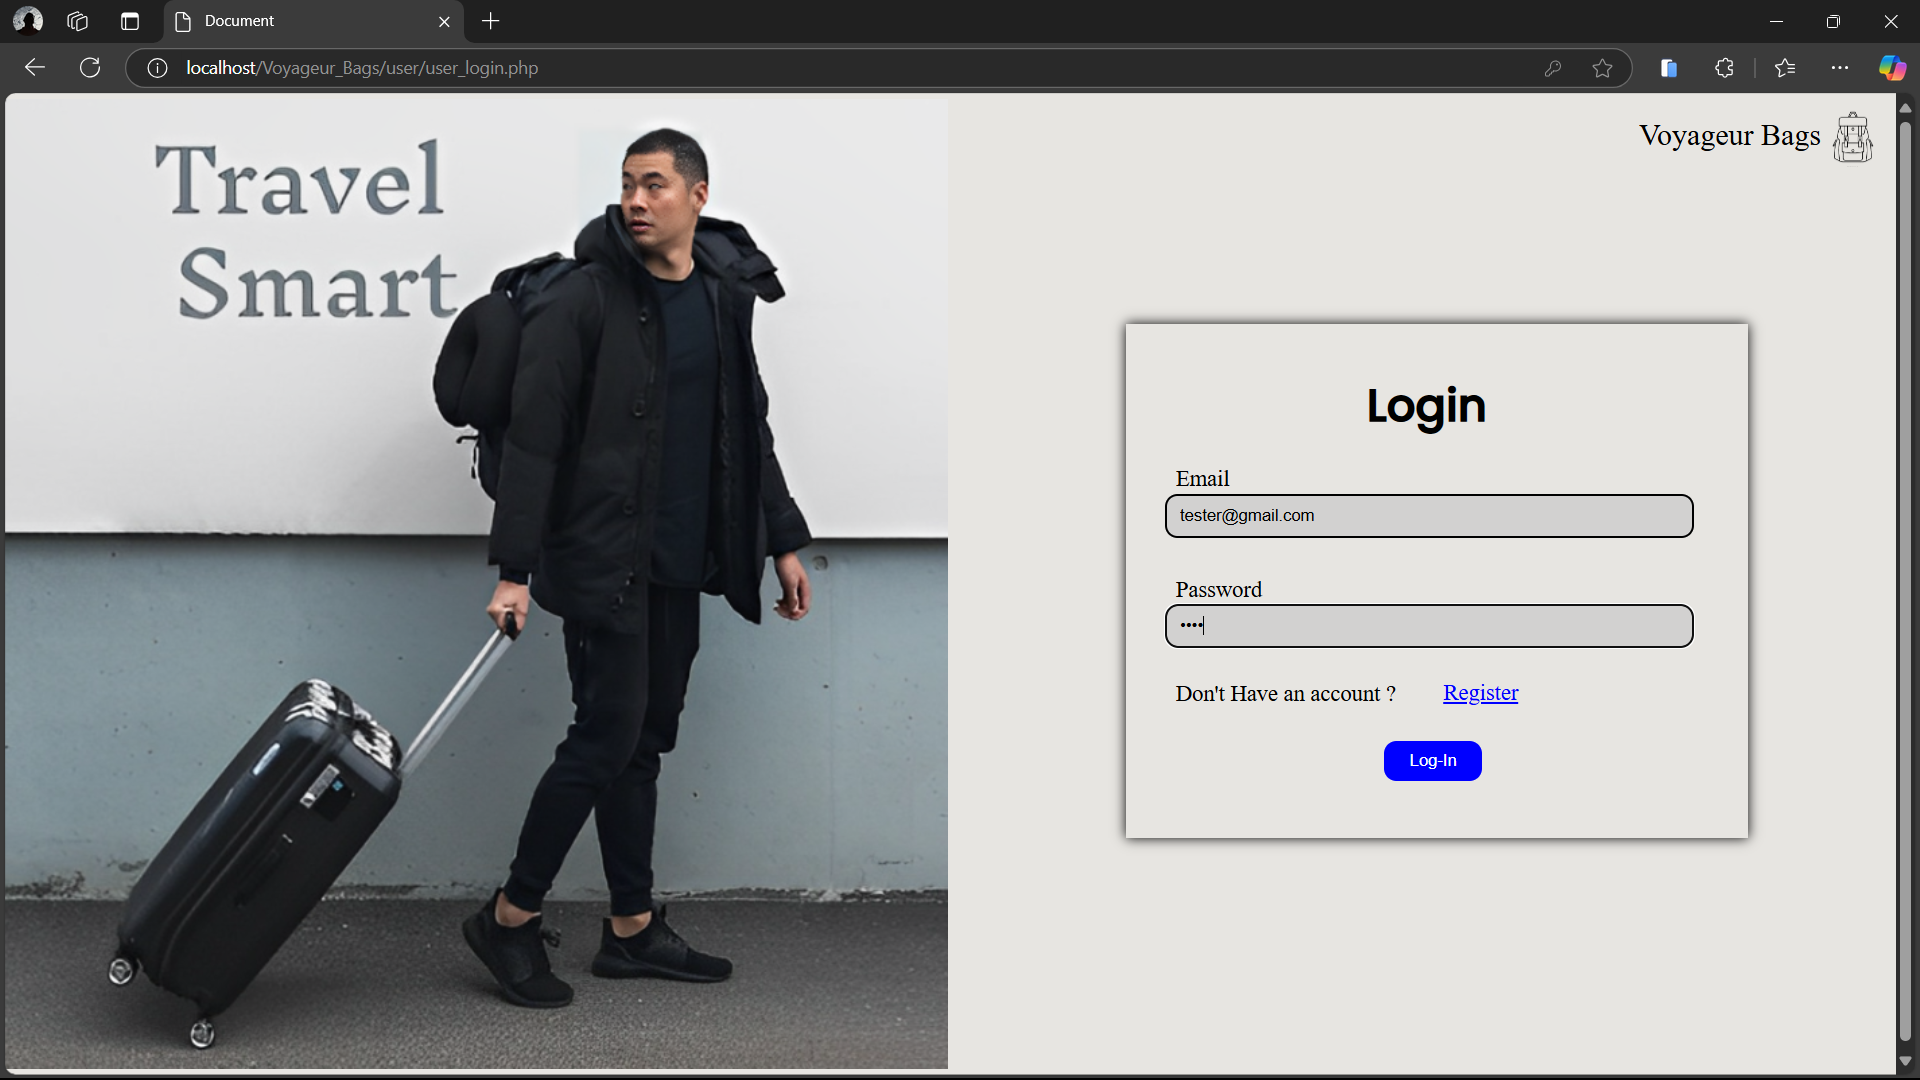 Document
localhost/Voyageur_Bags/user/user_login.php
Travel
Smart
Voyageur Bags
Login
Email
tester@gmail.com
Password
••••
Don't Have an account ? Register
Log-In